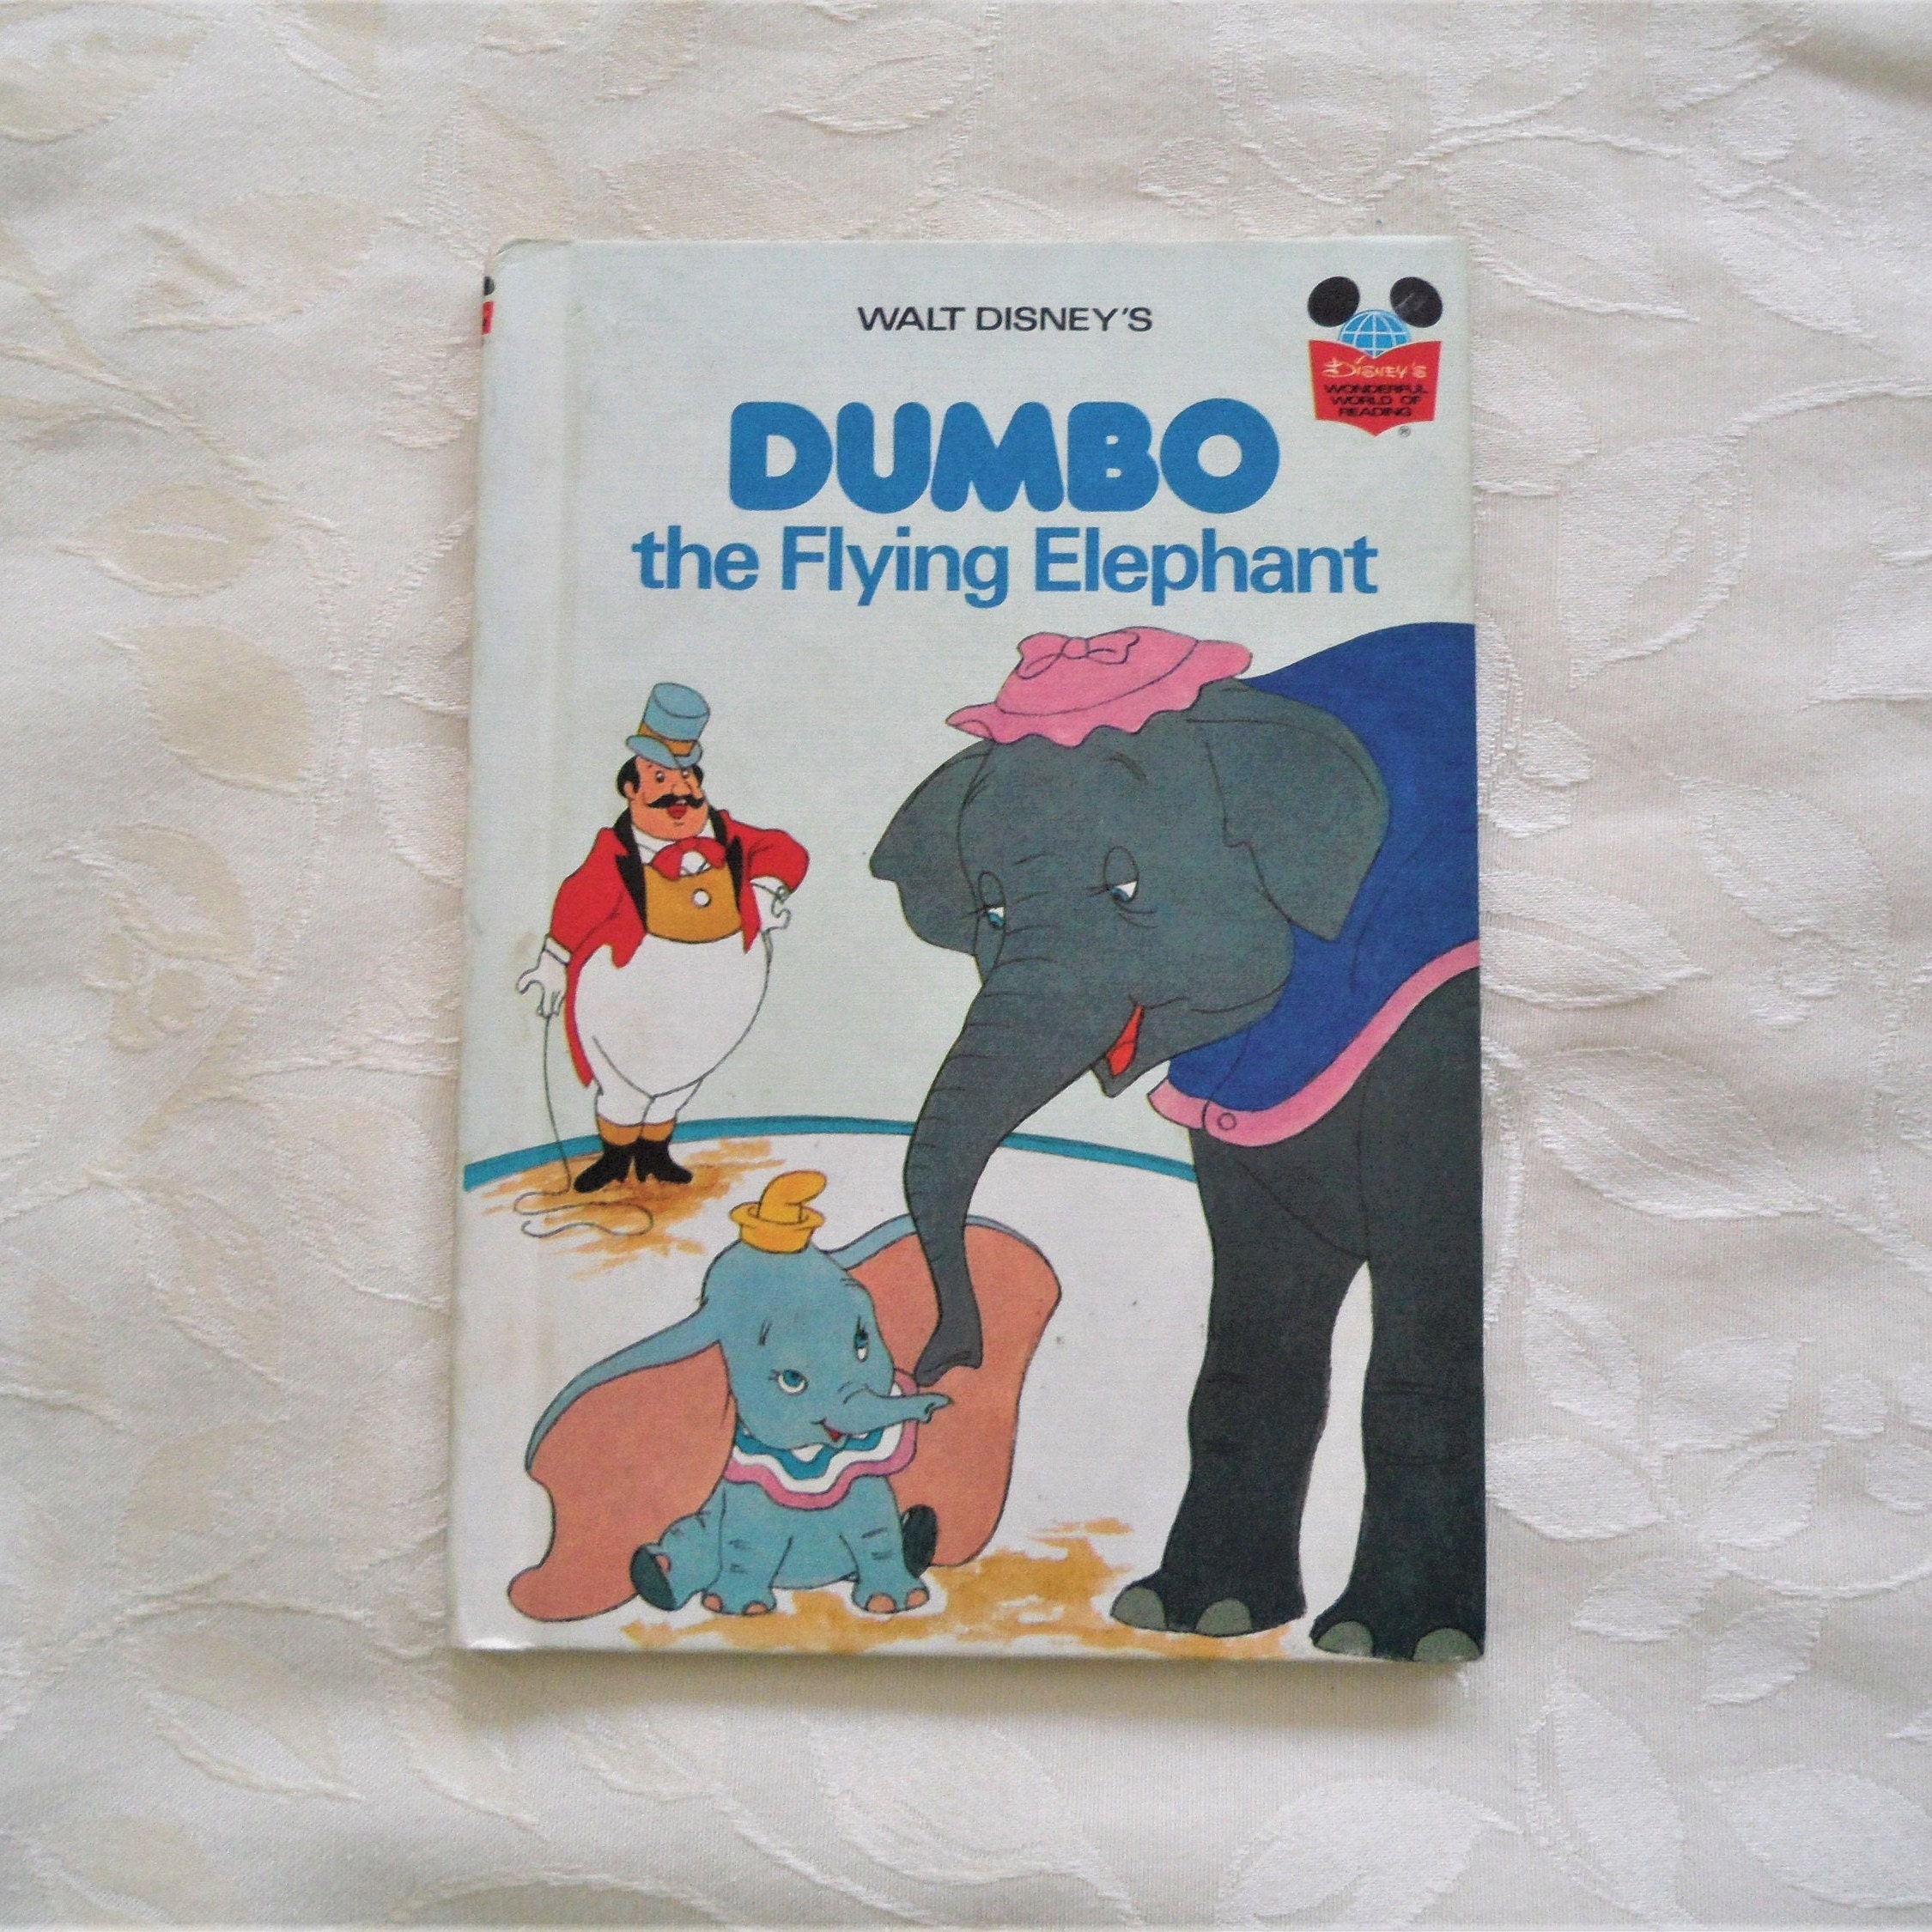 WALT DISNEY'S
DUMBO
the Flying Elephant
DISNEY'S
WONDERFUL
WORLD OF
READING
®